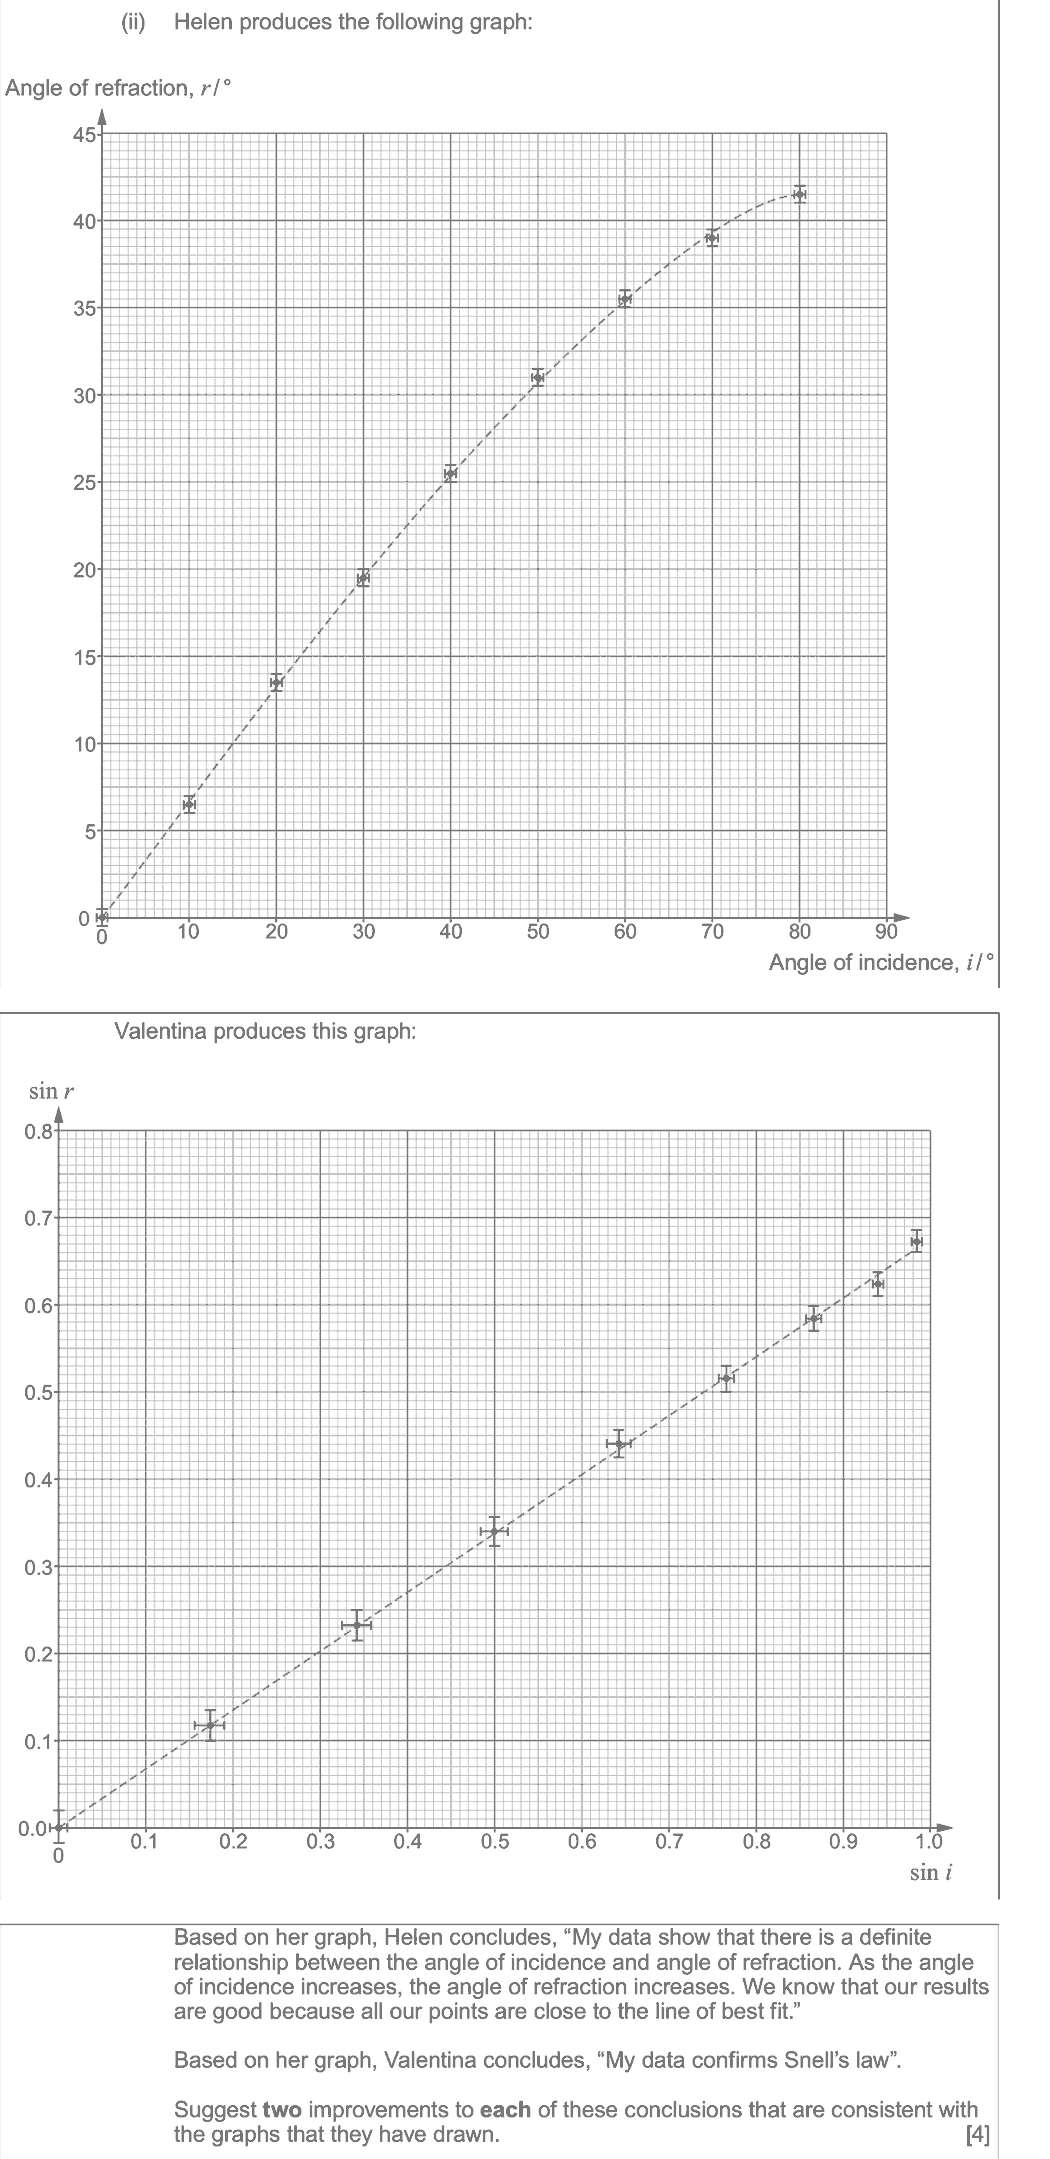 (ii) Helen produces the following graph:
Angle of refraction, r/°
45
40
35
30
25
20
15
10
5
0
0 10 20 30 40 50 60 70 80 90
Angle of incidence, i/°
Valentina produces this graph:
sin r
0.8
0.7
0.6
0.5
0.4
0.3
0.2
0.1
0.0
0 0.1 0.2 0.3 0.4 0.5 0.6 0.7 0.8 0.9 1.0
sin i
Based on her graph, Helen concludes, “My data show that there is a definite
relationship between the angle of incidence and angle of refraction. As the angle
of incidence increases, the angle of refraction increases. We know that our results
are good because all our points are close to the line of best fit.”
Based on her graph, Valentina concludes, “My data confirms Snell’s law”.
Suggest two improvements to each of these conclusions that are consistent with
the graphs that they have drawn. [4]